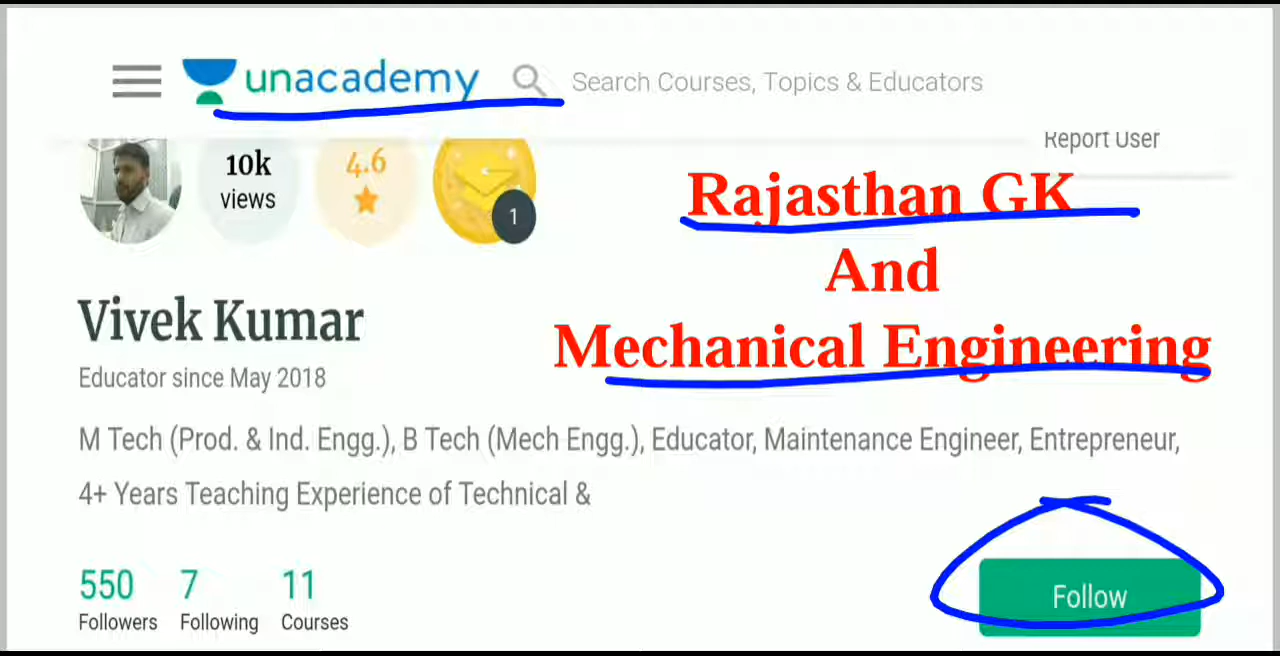 unacademy Search Courses, Topics & Educators
Report User
10k
views
4.6
1
Rajasthan GK
And
Mechanical Engineering
Vivek Kumar
Educator since May 2018
M Tech (Prod. & Ind. Engg.), B Tech (Mech Engg.), Educator, Maintenance Engineer, Entrepreneur,
4+ Years Teaching Experience of Technical &
550 7 11
Followers Following Courses
Follow